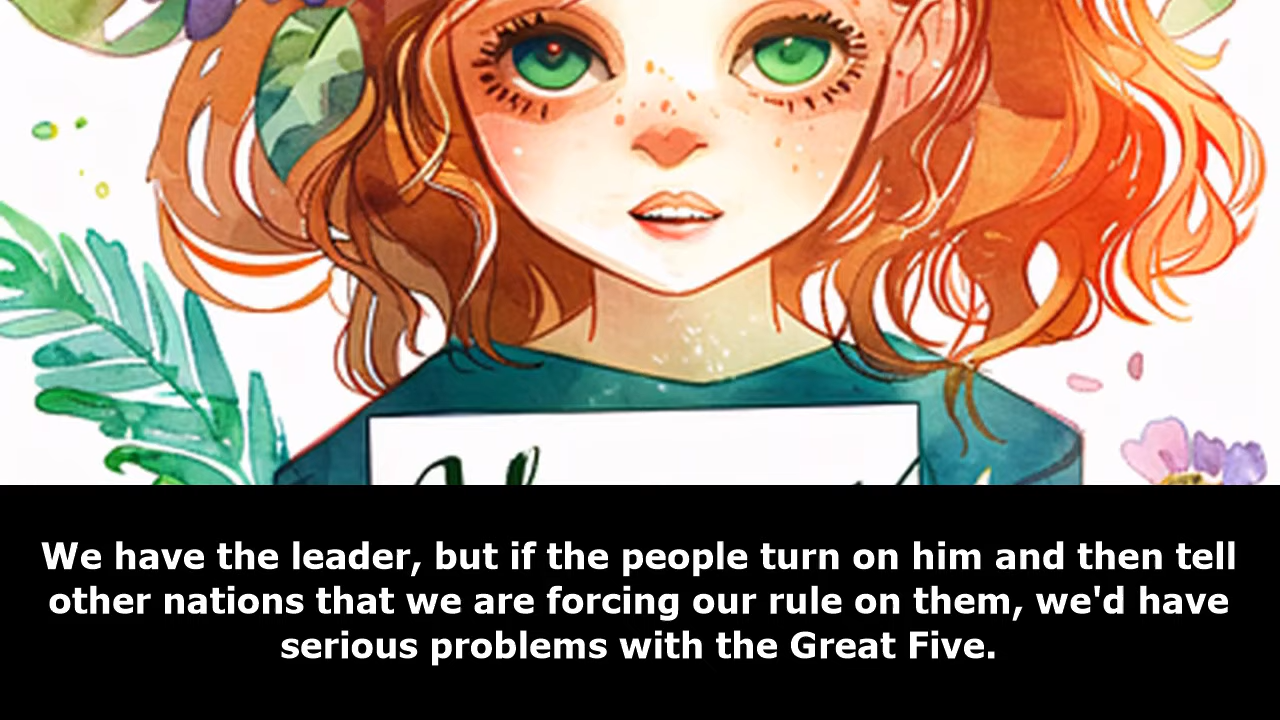 We have the leader, but if the people turn on him and then tell
other nations that we are forcing our rule on them, we'd have
serious problems with the Great Five.